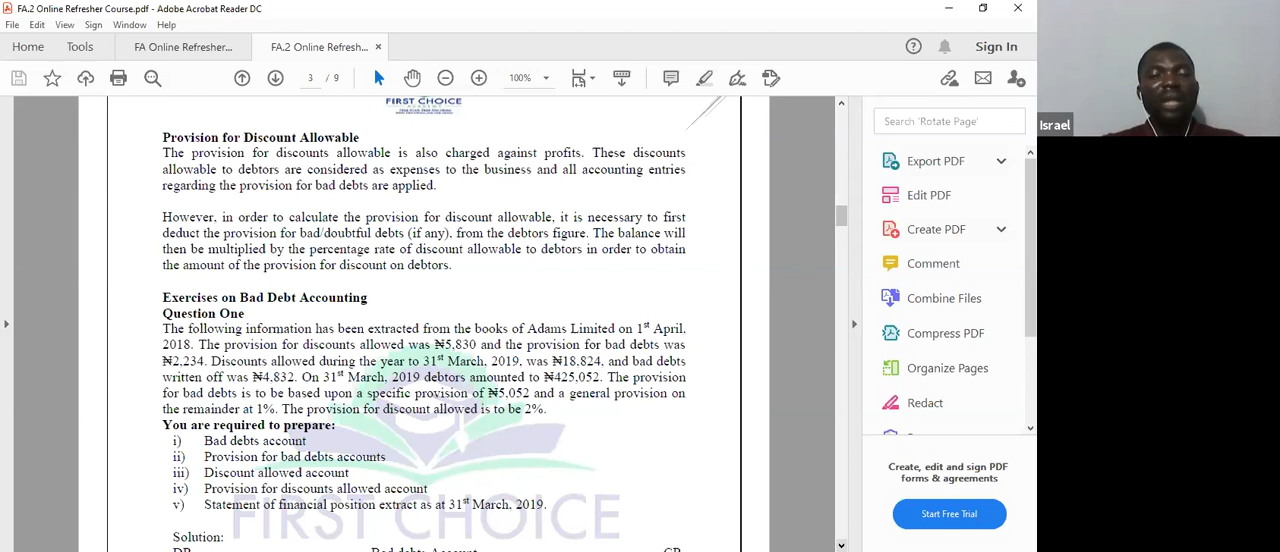 FA.2 Online Refresher Course.pdf - Adobe Acrobat Reader DC
File Edit View Sign Window Help
Home Tools FA Online Refresher... FA.2 Online Refresh... × Sign In
3 / 9 100%
FIRST CHOICE
Provision for Discount Allowable
The provision for discounts allowable is also charged against profits. These discounts
allowable to debtors are considered as expenses to the business and all accounting entries
regarding the provision for bad debts are applied.
However, in order to calculate the provision for discount allowable, it is necessary to first
deduct the provision for bad/doubtful debts (if any), from the debtors figure. The balance will
then be multiplied by the percentage rate of discount allowable to debtors in order to obtain
the amount of the provision for discount on debtors.
Exercises on Bad Debt Accounting
Question One
The following information has been extracted from the books of Adams Limited on 1st April,
2018. The provision for discounts allowed was ₦5,830 and the provision for bad debts was
₦2,234. Discounts allowed during the year to 31st March, 2019, was ₦18,824, and bad debts
written off was ₦4,832. On 31st March, 2019 debtors amounted to ₦425,052. The provision
for bad debts is to be based upon a specific provision of ₦5,052 and a general provision on
the remainder at 1%. The provision for discount allowed is to be 2%.
You are required to prepare:
i) Bad debts account
ii) Provision for bad debts accounts
iii) Discount allowed account
iv) Provision for discounts allowed account
v) Statement of financial position extract as at 31st March, 2019.
FIRST CHOICE
Solution:
DR Bad debts Account CR
Search 'Rotate Page'
Export PDF
Edit PDF
Create PDF
Comment
Combine Files
Compress PDF
Organize Pages
Redact
Create, edit and sign PDF
forms & agreements
Start Free Trial
Israel